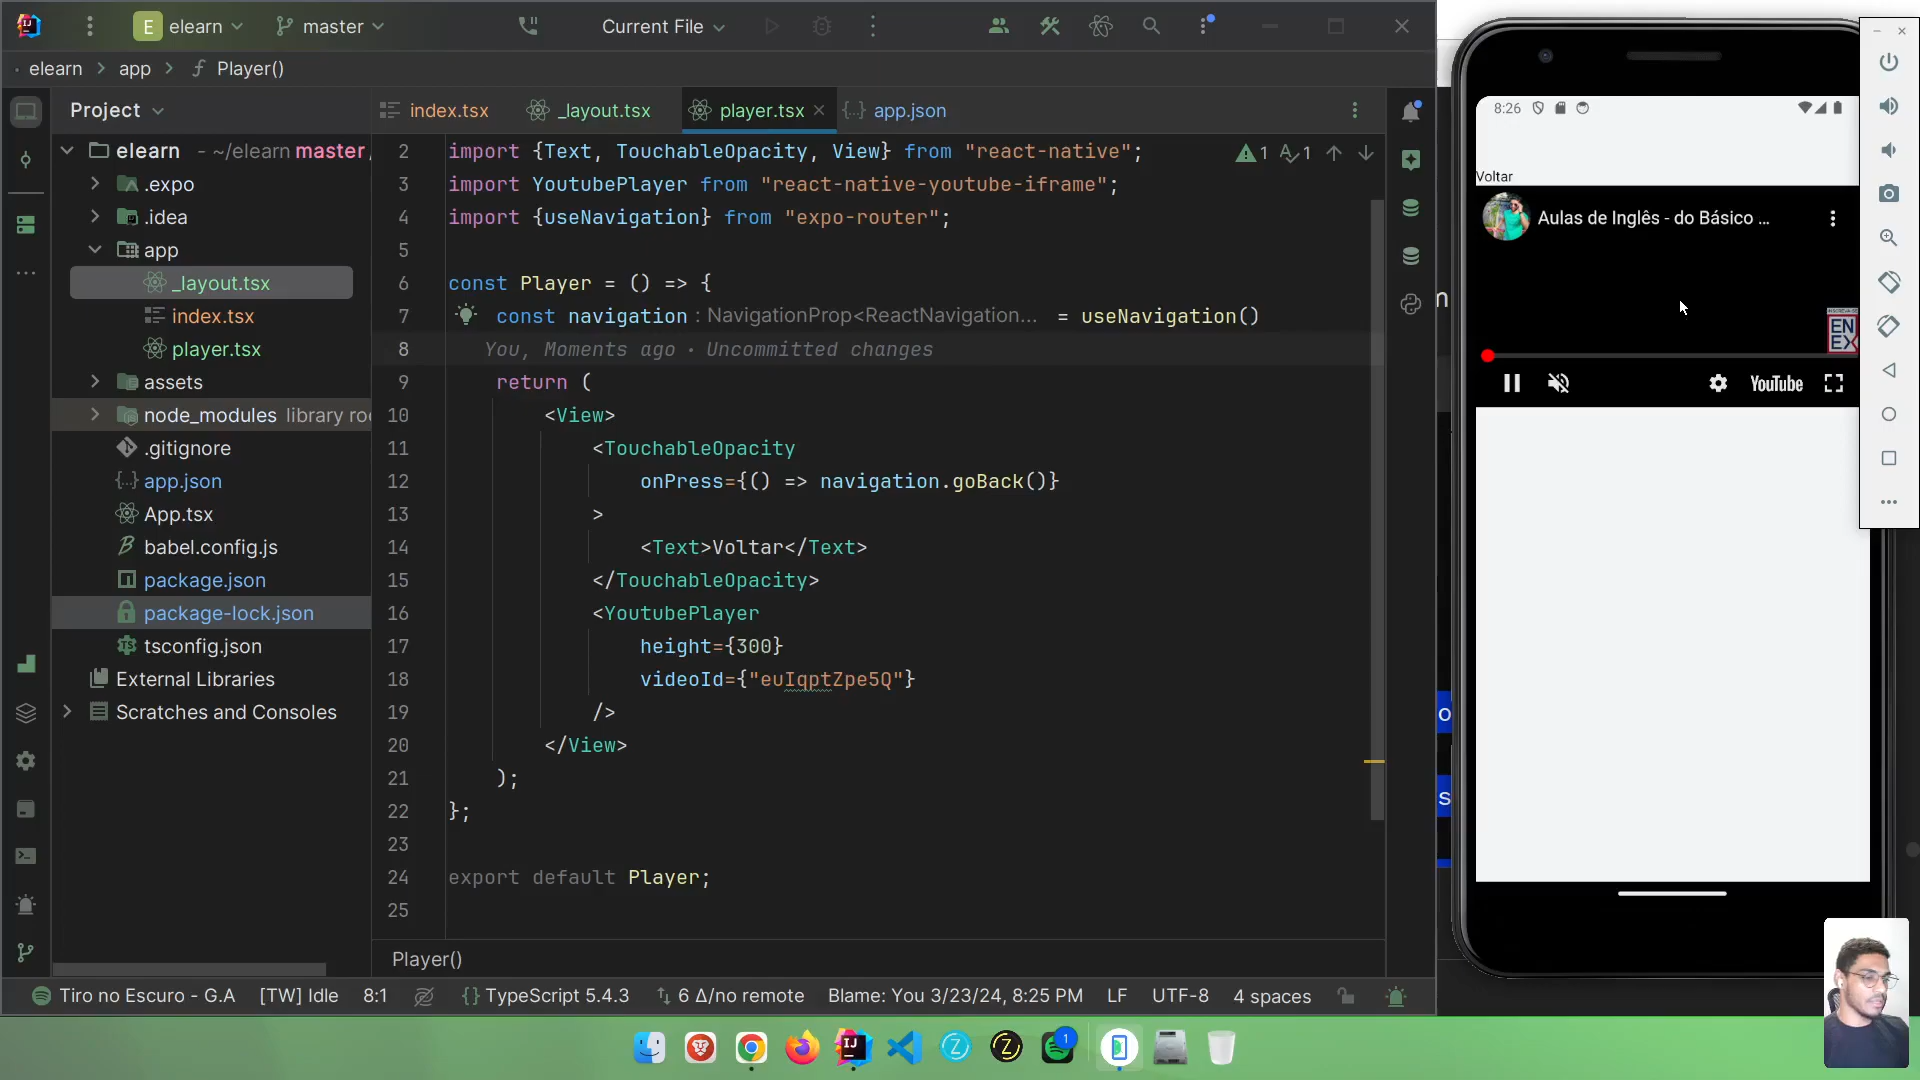 E elearn master Current File
elearn > app > Player()
Project
index.tsx _layout.tsx player.tsx app.json
elearn - ~/elearn master
.expo
.idea
app
_layout.tsx
index.tsx
player.tsx
assets
node_modules library ro
.gitignore
app.json
App.tsx
babel.config.js
package.json
package-lock.json
tsconfig.json
External Libraries
Scratches and Consoles
2 import {Text, TouchableOpacity, View} from "react-native";
3 import YoutubePlayer from "react-native-youtube-iframe";
4 import {useNavigation} from "expo-router";
5
6 const Player = () => {
7 const navigation : NavigationProp<ReactNavigation... = useNavigation()
8 You, Moments ago · Uncommitted changes
9 return (
10 <View>
11 <TouchableOpacity
12 onPress={() => navigation.goBack()}
13 >
14 <Text>Voltar</Text>
15 </TouchableOpacity>
16 <YoutubePlayer
17 height={300}
18 videoId={"euIqptZpe5Q"}
19 />
20 </View>
21 );
22 };
23
24 export default Player;
25
1 1
Player()
Tiro no Escuro - G.A [TW] Idle 8:1 TypeScript 5.4.3 6 Δ/no remote Blame: You 3/23/24, 8:25 PM LF UTF-8 4 spaces
8:26
Voltar
Aulas de Inglês - do Básico ...
EN
EX
YouTube
1